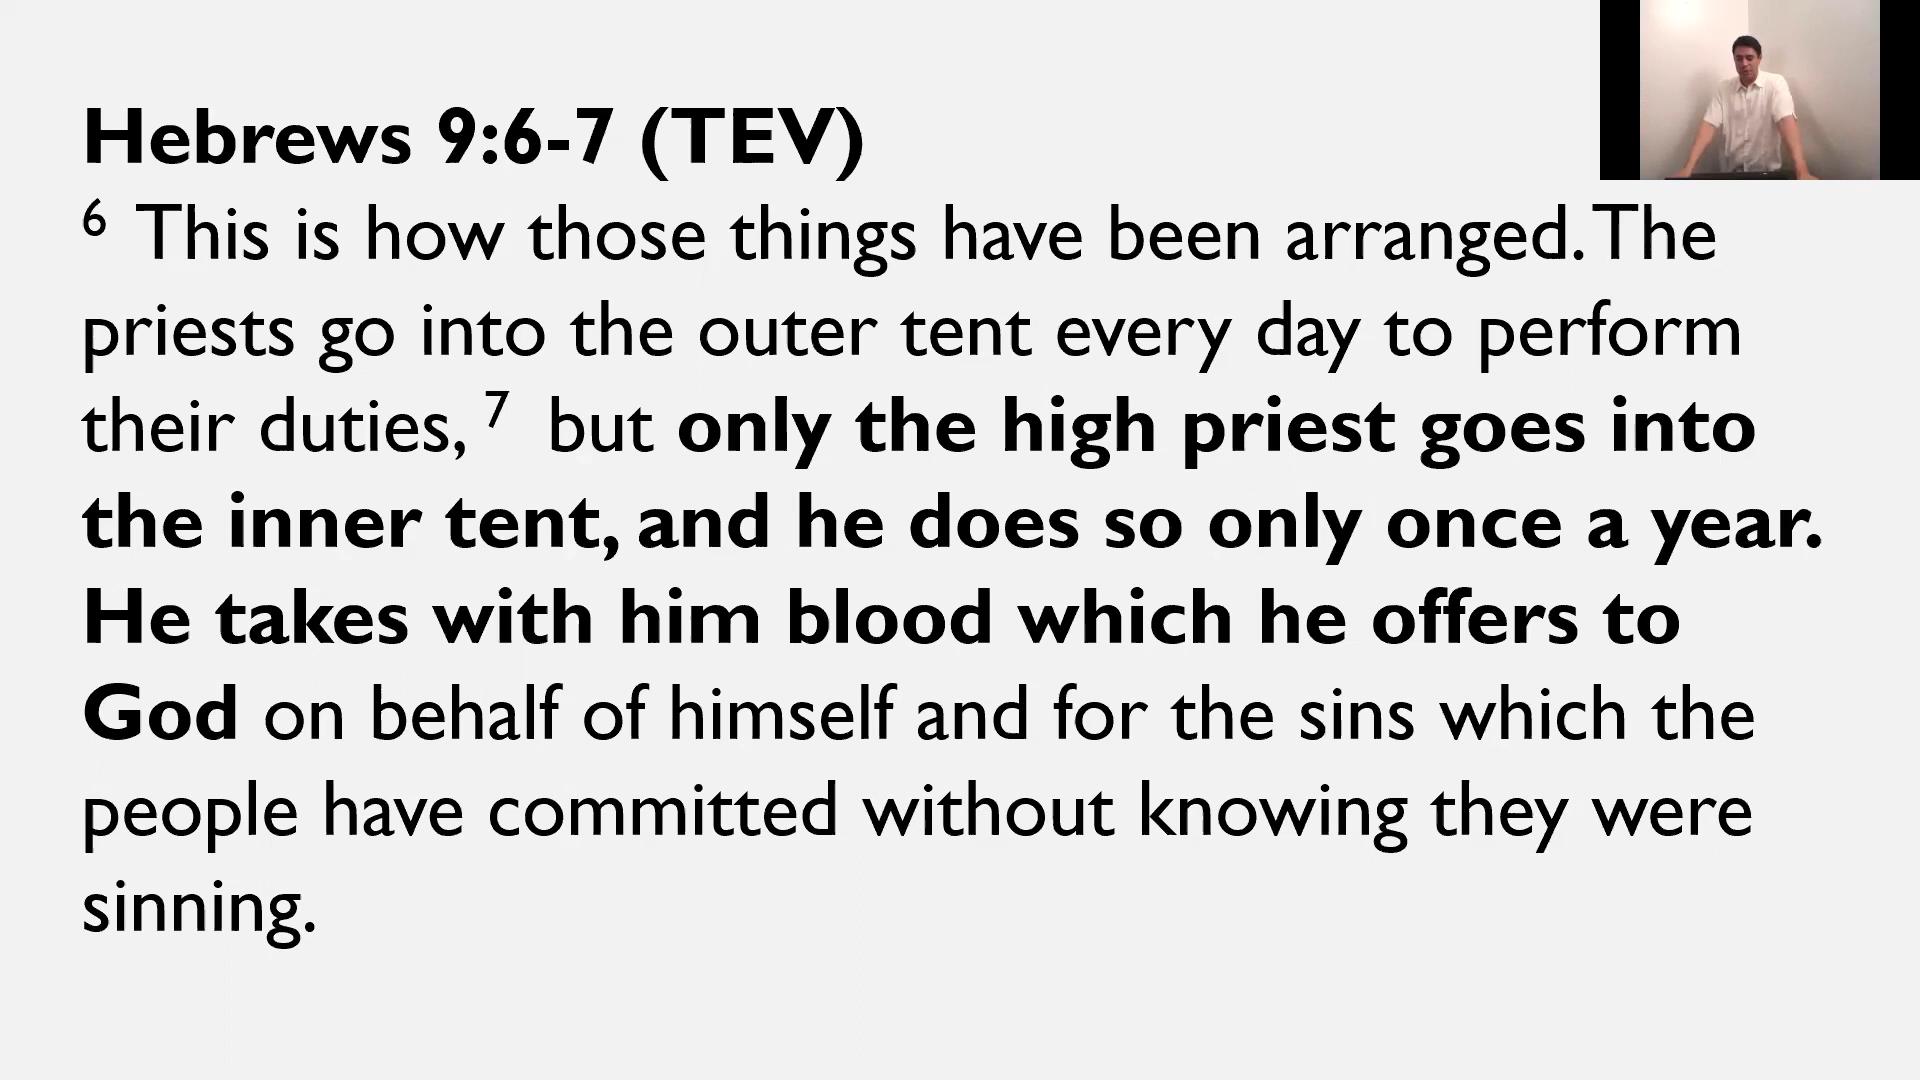 Hebrews 9:6-7 (TEV)
6 This is how those things have been arranged. The
priests go into the outer tent every day to perform
their duties, 7 but only the high priest goes into
the inner tent, and he does so only once a year.
He takes with him blood which he offers to
God on behalf of himself and for the sins which the
people have committed without knowing they were
sinning.